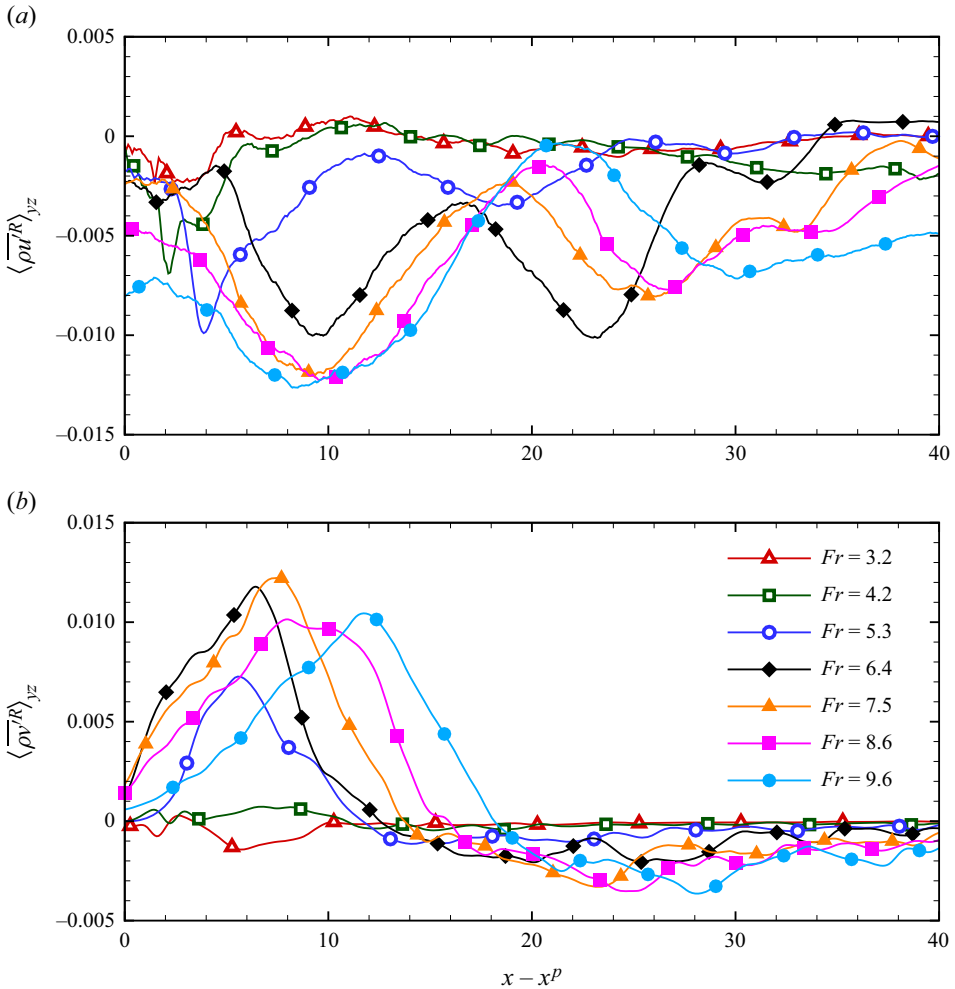 (a)
0.005
0
–0.005
–0.010
–0.015
⟨ρu′ᴿ⟩yz
0 10 20 30 40
(b)
0.015
0.010
0.005
0
–0.005
⟨ρv′ᴿ⟩yz
Fr = 3.2
Fr = 4.2
Fr = 5.3
Fr = 6.4
Fr = 7.5
Fr = 8.6
Fr = 9.6
0 10 20 30 40
x – xᵖ